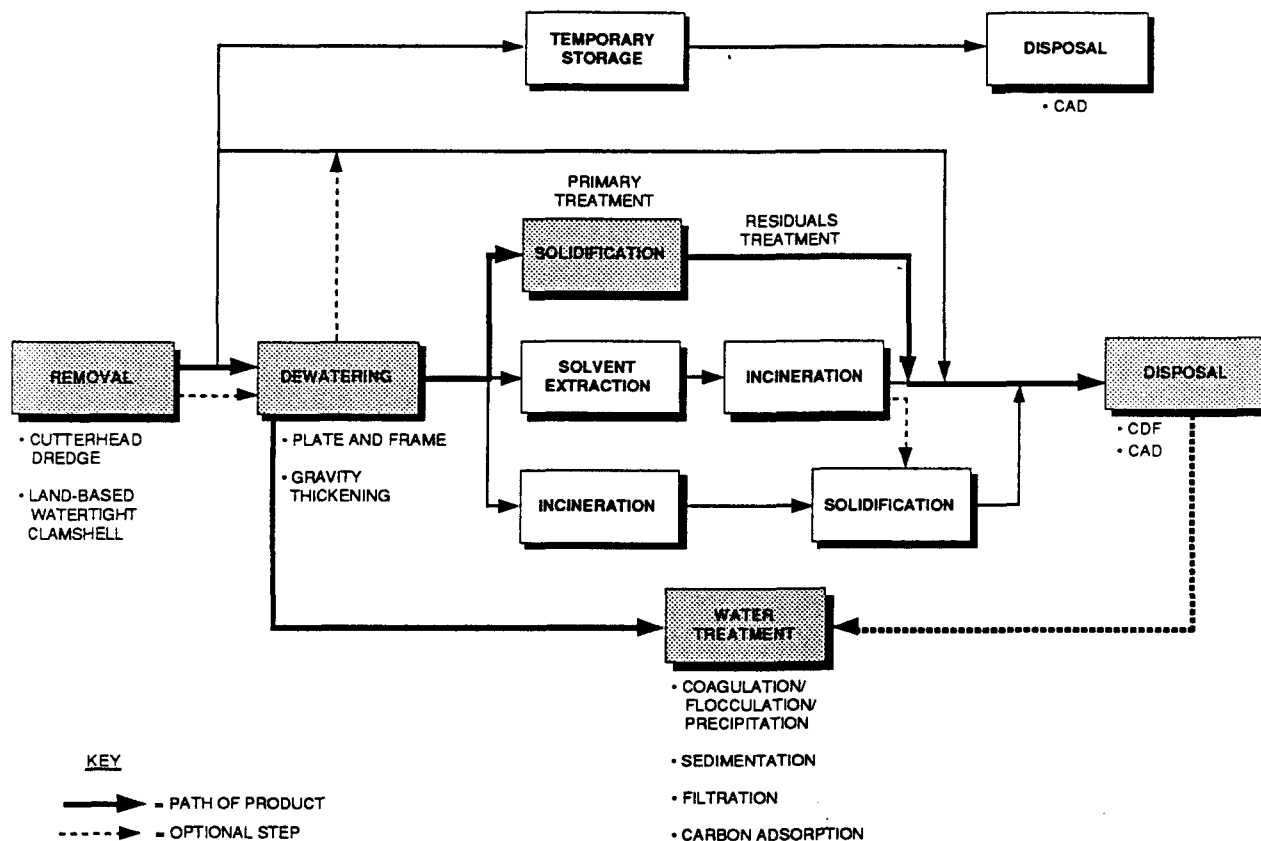 TEMPORARY
STORAGE
DISPOSAL
• CAD
PRIMARY
TREATMENT
SOLIDIFICATION
RESIDUALS
TREATMENT
REMOVAL
• CUTTERHEAD
DREDGE
• LAND-BASED
WATERTIGHT
CLAMSHELL
DEWATERING
• PLATE AND FRAME
• GRAVITY
THICKENING
SOLVENT
EXTRACTION
INCINERATION
INCINERATION
SOLIDIFICATION
DISPOSAL
• CDF
• CAD
WATER
TREATMENT
• COAGULATION/
FLOCCULATION/
PRECIPITATION
• SEDIMENTATION
• FILTRATION
• CARBON ADSORPTION
KEY
= PATH OF PRODUCT
= OPTIONAL STEP